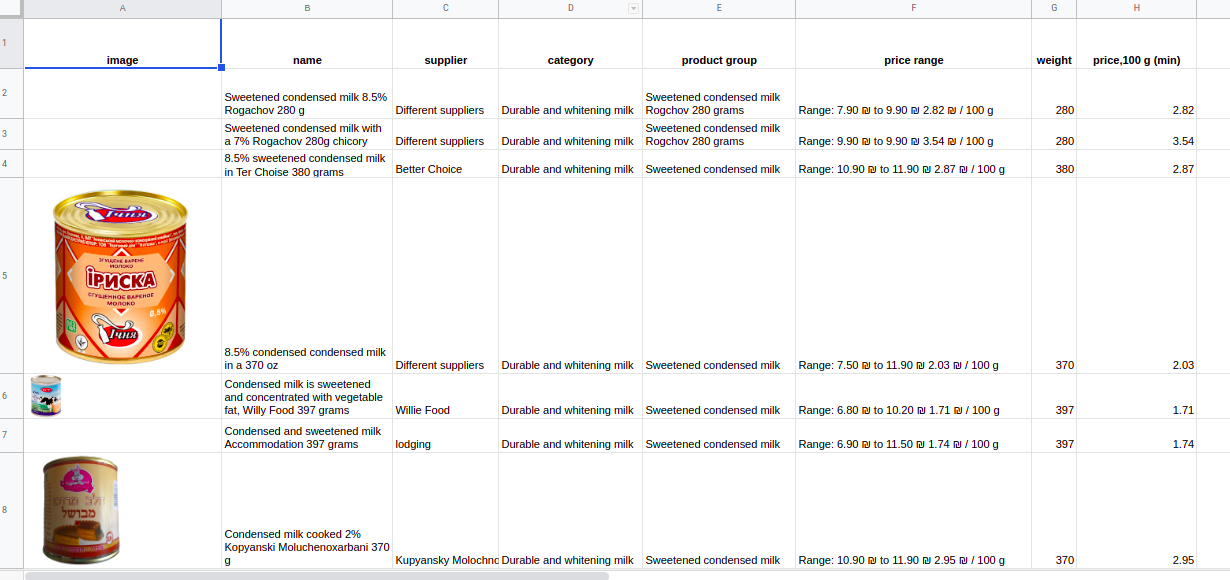 A B C D E F G H
1 image name supplier category product group price range weight price,100 g (min)
2
Sweetened condensed milk 8.5%
Rogachov 280 g
Different suppliers
Durable and whitening milk
Sweetened condensed milk
Rogchov 280 grams
Range: 7.90 ₪ to 9.90 ₪ 2.82 ₪ / 100 g
280
2.82
3
Sweetened condensed milk with
a 7% Rogachov 280g chicory
Different suppliers
Durable and whitening milk
Sweetened condensed milk
Rogchov 280 grams
Range: 9.90 ₪ to 9.90 ₪ 3.54 ₪ / 100 g
280
3.54
4
8.5% sweetened condensed milk
in Ter Choise 380 grams
Better Choice
Durable and whitening milk
Sweetened condensed milk
Range: 10.90 ₪ to 11.90 ₪ 2.87 ₪ / 100 g
380
2.87
5
Ічня
ЗГУЩЕНЕ ВАРЕНЕ
МОЛОКО
ІРИСКА
СГУЩЕННОЕ ВАРЕНОЕ
МОЛОКО
8,5%
Ічня
8.5% condensed condensed milk
in a 370 oz
Different suppliers
Durable and whitening milk
Sweetened condensed milk
Range: 7.50 ₪ to 11.90 ₪ 2.03 ₪ / 100 g
370
2.03
6
Condensed milk is sweetened
and concentrated with vegetable
fat, Willy Food 397 grams
Willie Food
Durable and whitening milk
Sweetened condensed milk
Range: 6.80 ₪ to 10.20 ₪ 1.71 ₪ / 100 g
397
1.71
7
Condensed and sweetened milk
Accommodation 397 grams
lodging
Durable and whitening milk
Sweetened condensed milk
Range: 6.90 ₪ to 11.50 ₪ 1.74 ₪ / 100 g
397
1.74
8
מבושל
Condensed milk cooked 2%
Kopyanski Moluchenoxarbani 370
g
Kupyansky Molochno
Durable and whitening milk
Sweetened condensed milk
Range: 10.90 ₪ to 11.90 ₪ 2.95 ₪ / 100 g
370
2.95